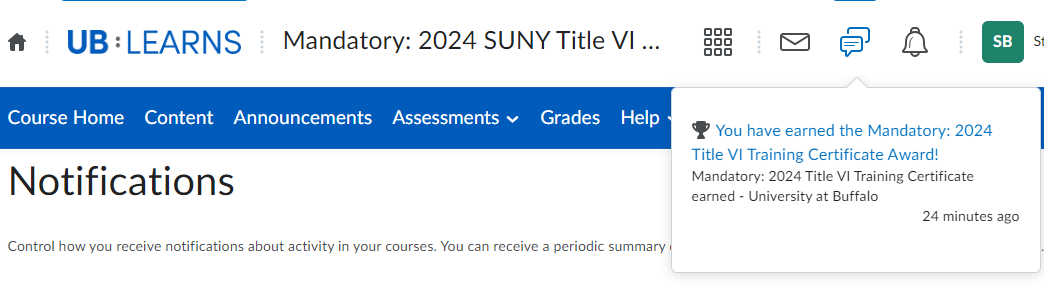 UB : LEARNS
Mandatory: 2024 SUNY Title VI ...
SB
Course Home
Content
Announcements
Assessments
Grades
Help
You have earned the Mandatory: 2024
Title VI Training Certificate Award!
Mandatory: 2024 Title VI Training Certificate
earned - University at Buffalo
24 minutes ago
Notifications
Control how you receive notifications about activity in your courses. You can receive a periodic summary